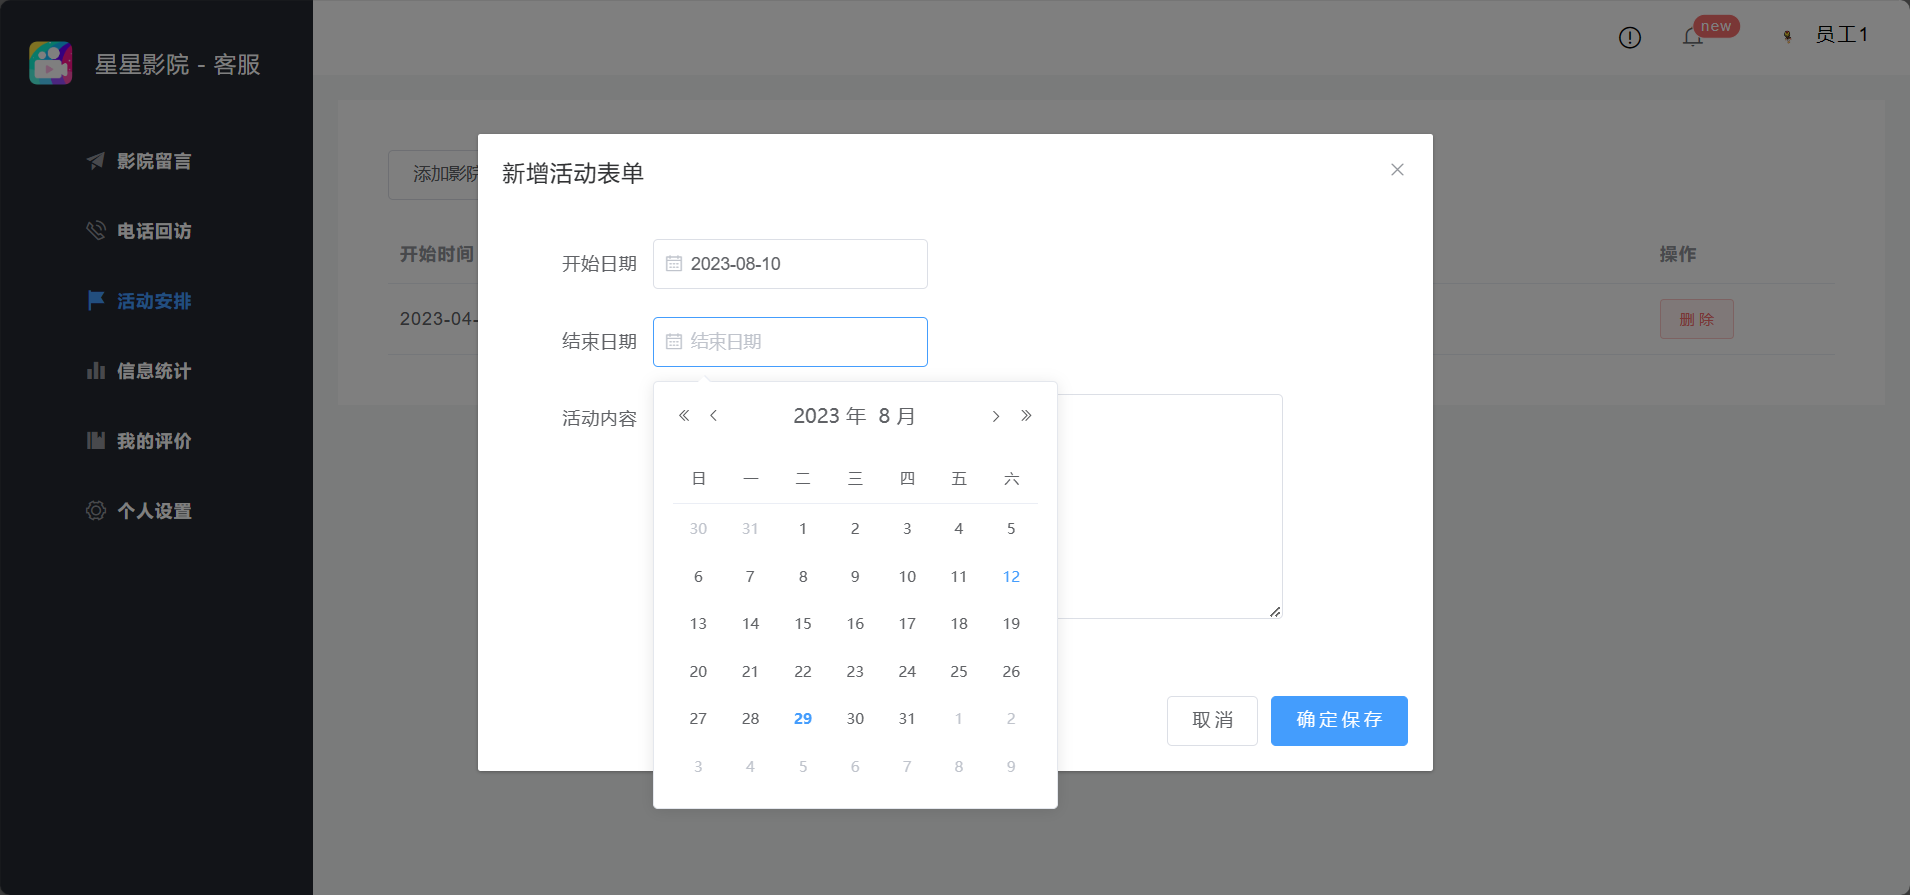 星星影院 - 客服
new
员工1
影院留言
电话回访
活动安排
信息统计
我的评价
个人设置
添加影院
开始时间
操作
2023-04-
删除
新增活动表单
开始日期
2023-08-10
结束日期
结束日期
活动内容
2023 年 8 月
日 一 二 三 四 五 六
30 31 1 2 3 4 5
6 7 8 9 10 11 12
13 14 15 16 17 18 19
20 21 22 23 24 25 26
27 28 29 30 31 1 2
3 4 5 6 7 8 9
取消
确定保存